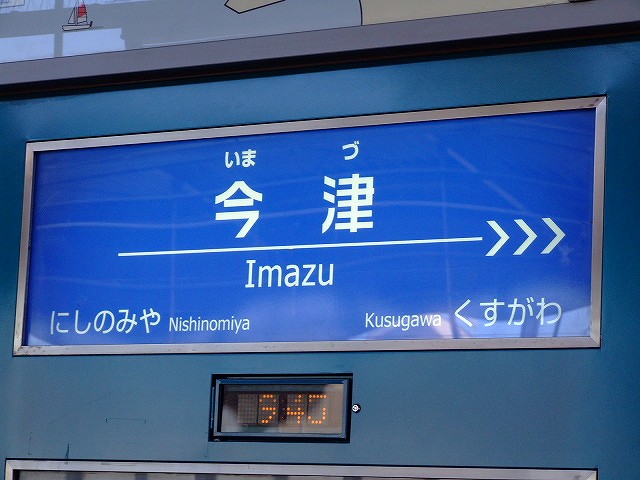 いま づ
今 津
Imazu
にしのみや Nishinomiya Kusugawa くすがわ